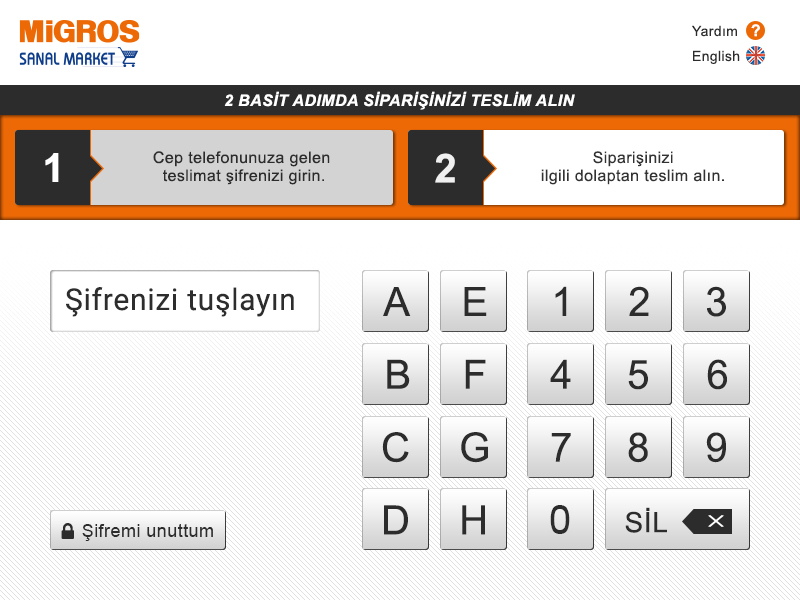 MiGROS
SANAL MARKET
Yardım ?
English
2 BASİT ADIMDA SİPARİŞİNİZİ TESLİM ALIN
1
Cep telefonunuza gelen
teslimat şifrenizi girin.
2
Siparişinizi
ilgili dolaptan teslim alın.
Şifrenizi tuşlayın
A E 1 2 3
B F 4 5 6
C G 7 8 9
D H 0 SİL
Şifremi unuttum